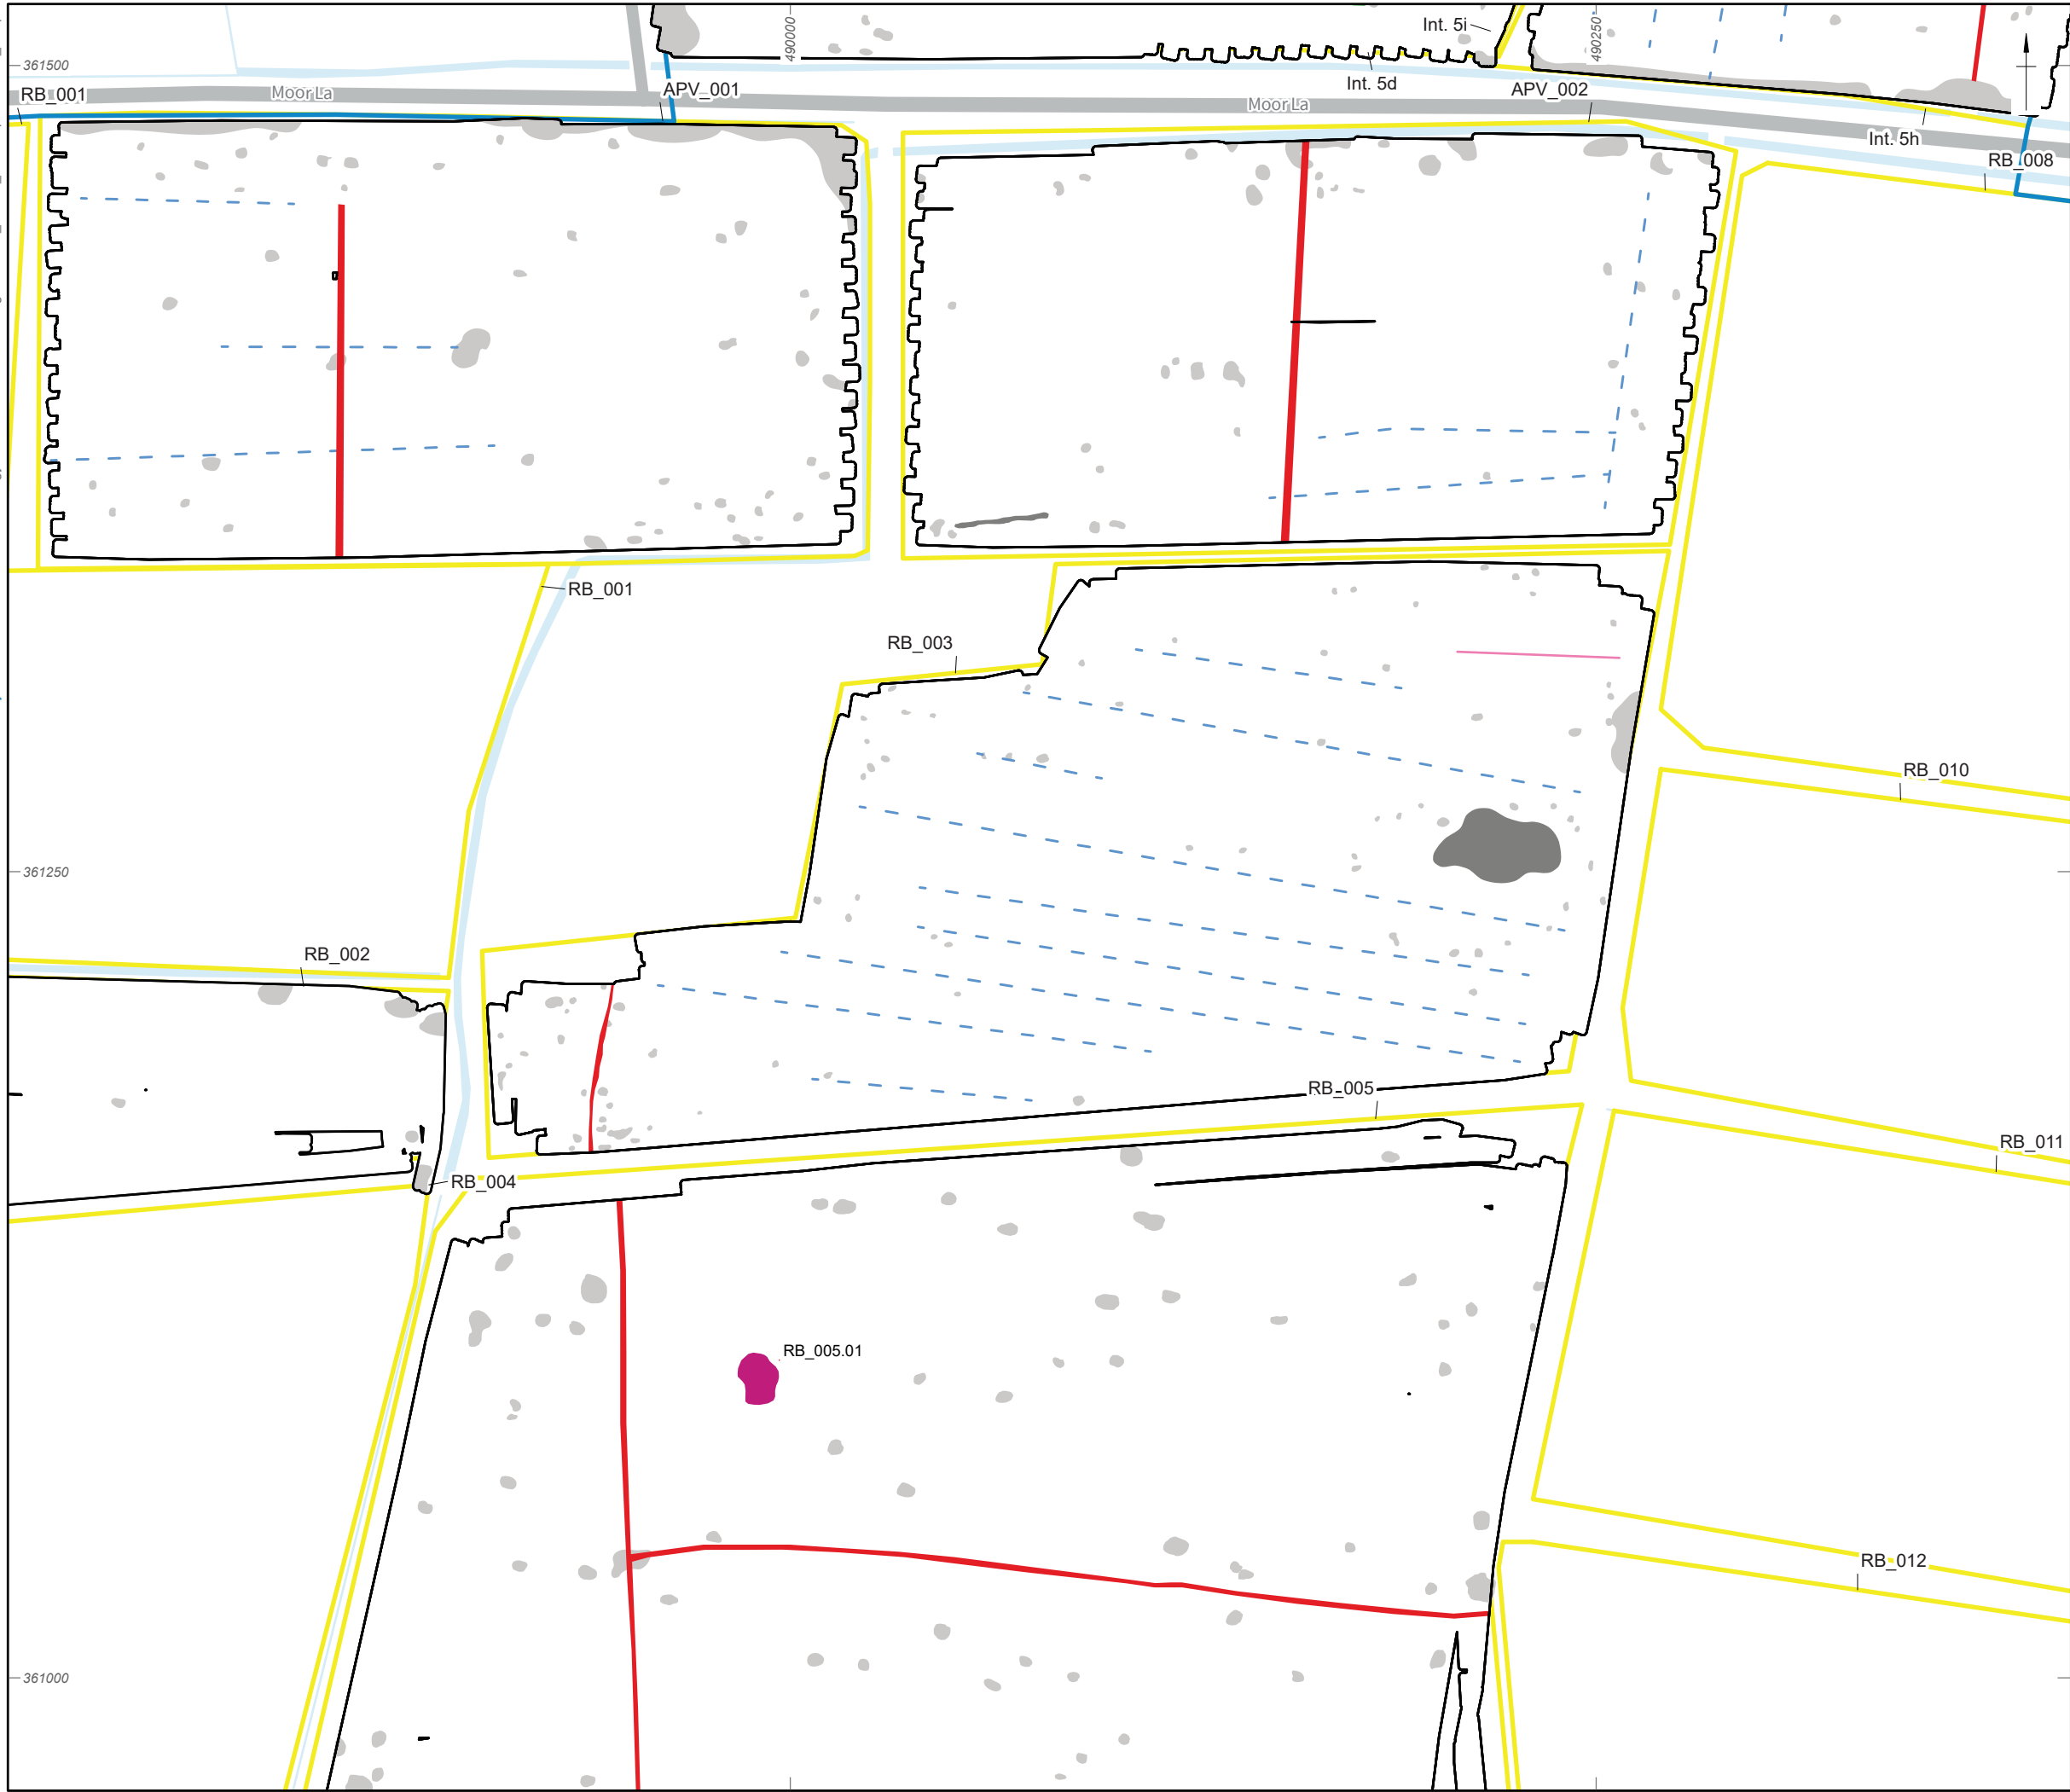 490000
Int. 5i
490250
361500
Int. 5d
RB_001
Moor La
APV_001
Moor La
APV_002
Int. 5h
RB_008
RB_001
RB_003
RB_010
361250
RB_002
RB_005
RB_011
RB_004
RB_005.01
RB_012
361000